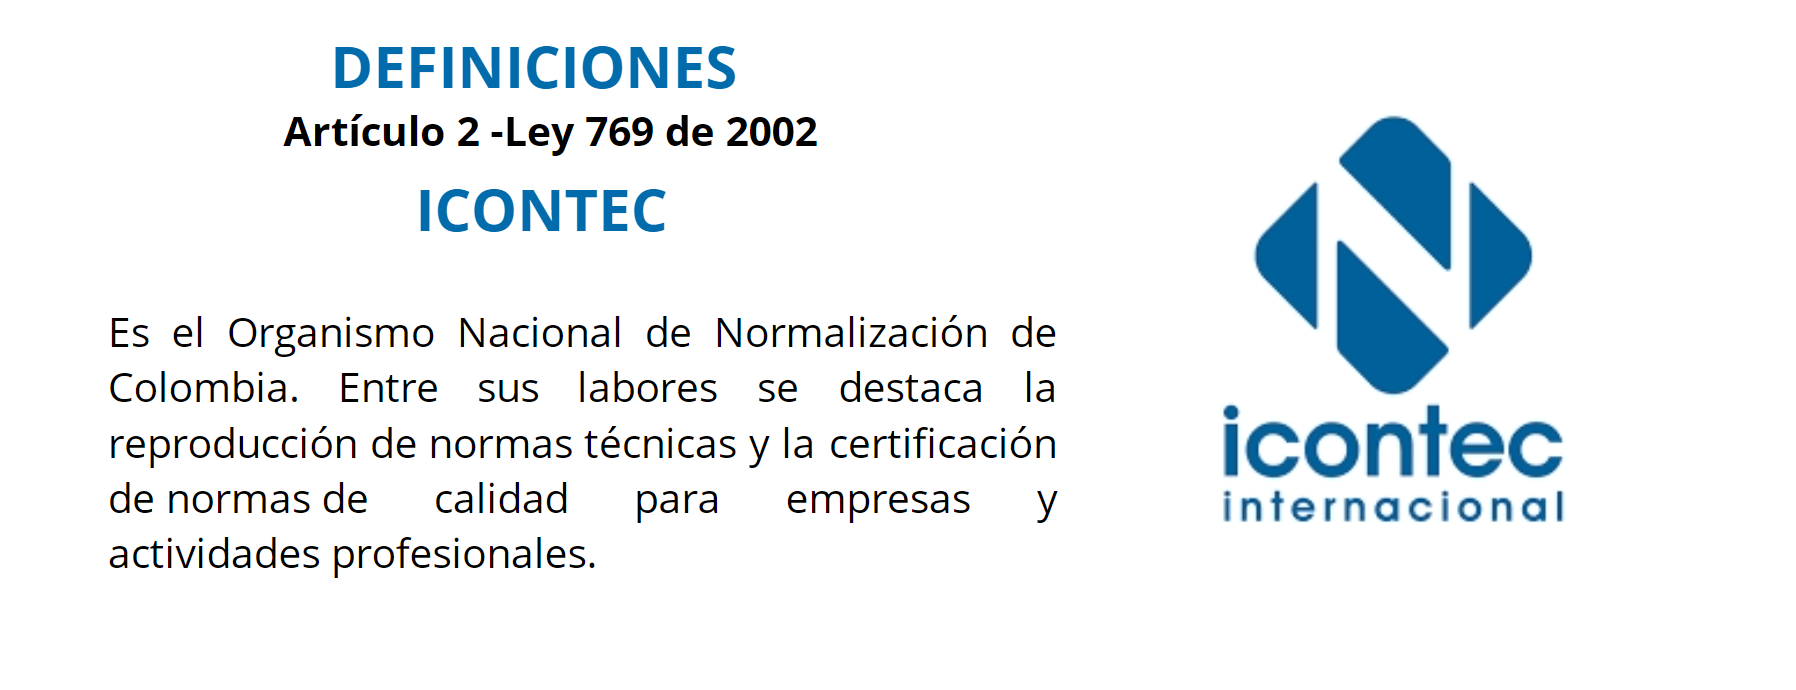 DEFINICIONES
Artículo 2 -Ley 769 de 2002
ICONTEC
Es el Organismo Nacional de Normalización de
Colombia. Entre sus labores se destaca la
reproducción de normas técnicas y la certificación
de normas de calidad para empresas y
actividades profesionales.
icontec
internacional